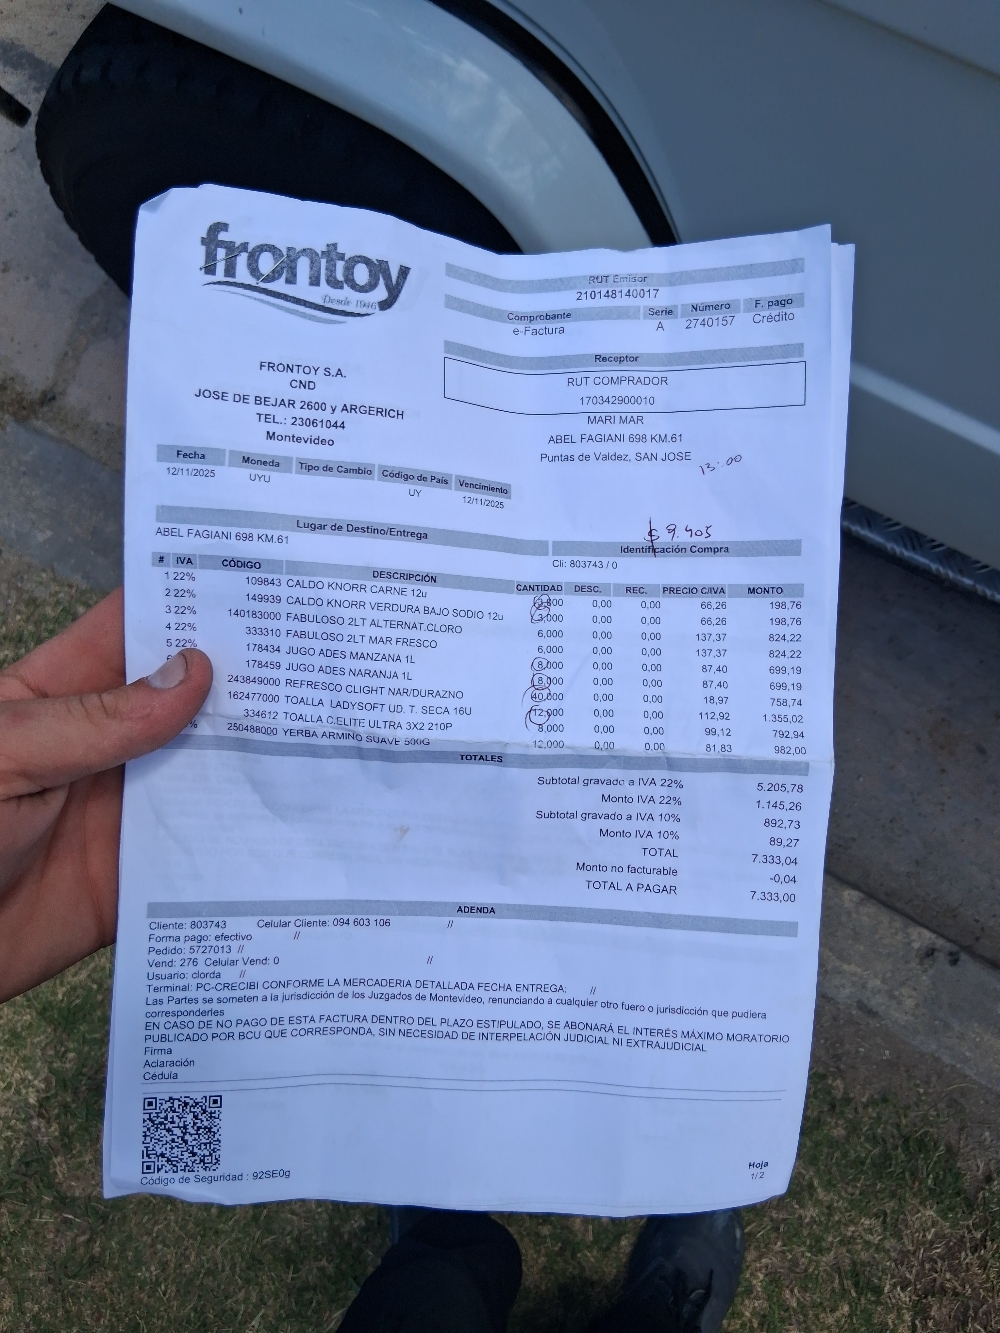 frontoy
Desde 1946
RUT Emisor
210148140017
Comprobante Serie Número F. pago
e-Factura A 2740157 Crédito
Receptor
RUT COMPRADOR
170342900010
MARI MAR
ABEL FAGIANI 698 KM.61
Puntas de Valdez, SAN JOSE
13:00
FRONTOY S.A.
CND
JOSE DE BEJAR 2600 y ARGERICH
TEL.: 23061044
Montevideo
Fecha Moneda Tipo de Cambio Código de País Vencimiento
12/11/2025 UYU UY 12/11/2025
$ 9.405
Lugar de Destino/Entrega
ABEL FAGIANI 698 KM.61
Identificación Compra
Cli: 803743 / 0
# IVA CÓDIGO DESCRIPCIÓN CANTIDAD DESC. REC. PRECIO C/IVA MONTO
1 22% 109843 CALDO KNORR CARNE 12u 0,00 0,00 66,26 198,76
2 22% 149939 CALDO KNORR VERDURA BAJO SODIO 12u 3,000 0,00 0,00 66,26 198,76
3 22% 140183000 FABULOSO 2LT ALTERNAT.CLORO 6,000 0,00 0,00 137,37 824,22
4 22% 333310 FABULOSO 2LT MAR FRESCO 6,000 0,00 0,00 137,37 824,22
5 22% 178434 JUGO ADES MANZANA 1L 8,000 0,00 0,00 87,40 699,19
178459 JUGO ADES NARANJA 1L 8,000 0,00 0,00 87,40 699,19
243849000 REFRESCO CLIGHT NAR/DURAZNO 40,000 0,00 0,00 18,97 758,74
162477000 TOALLA LADYSOFT UD. T. SECA 16U 12,000 0,00 0,00 112,92 1.355,02
334612 TOALLA C.ELITE ULTRA 3X2 210P 8,000 0,00 0,00 99,12 792,94
250488000 YERBA ARMIÑO SUAVE 500G 12,000 0,00 0,00 81,83 982,00
TOTALES
Subtotal gravado a IVA 22% 5.205,78
Monto IVA 22% 1.145,26
Subtotal gravado a IVA 10% 892,73
Monto IVA 10% 89,27
TOTAL 7.333,04
Monto no facturable -0,04
TOTAL A PAGAR 7.333,00
ADENDA
Cliente: 803743 Celular Cliente: 094 603 106 //
Forma pago: efectivo //
Pedido: 5727013 //
Vend: 276 Celular Vend: 0 //
Usuario: clorda //
Terminal: PC-CRECIBI CONFORME LA MERCADERIA DETALLADA FECHA ENTREGA: //
Las Partes se someten a la jurisdicción de los Juzgados de Montevideo, renunciando a cualquier otro fuero o jurisdicción que pudiera
corresponderles
EN CASO DE NO PAGO DE ESTA FACTURA DENTRO DEL PLAZO ESTIPULADO, SE ABONARÁ EL INTERÉS MÁXIMO MORATORIO
PUBLICADO POR BCU QUE CORRESPONDA, SIN NECESIDAD DE INTERPELACIÓN JUDICIAL NI EXTRAJUDICIAL
Firma
Aclaración
Cédula
Código de Seguridad : 92SE0g
Hoja
1/2